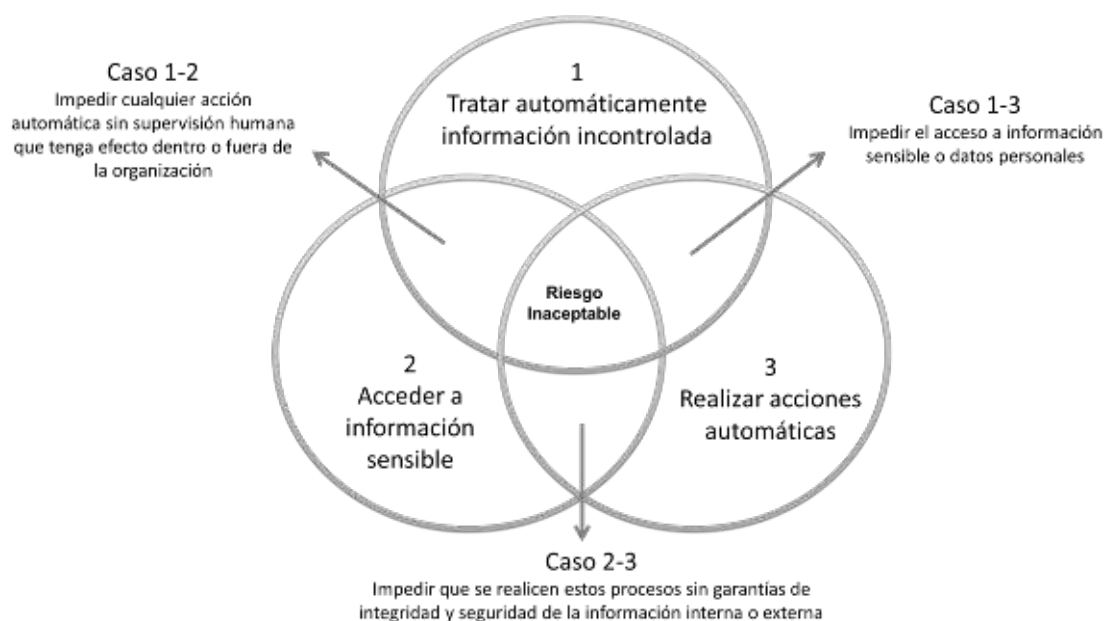 1
Tratar automáticamente
información incontrolada
Caso 1-2
Impedir cualquier acción
automática sin supervisión humana
que tenga efecto dentro o fuera de
la organización
Caso 1-3
Impedir el acceso a información
sensible o datos personales
Riesgo
Inaceptable
2
Acceder a
información
sensible
3
Realizar acciones
automáticas
Caso 2-3
Impedir que se realicen estos procesos sin garantías de
integridad y seguridad de la información interna o externa